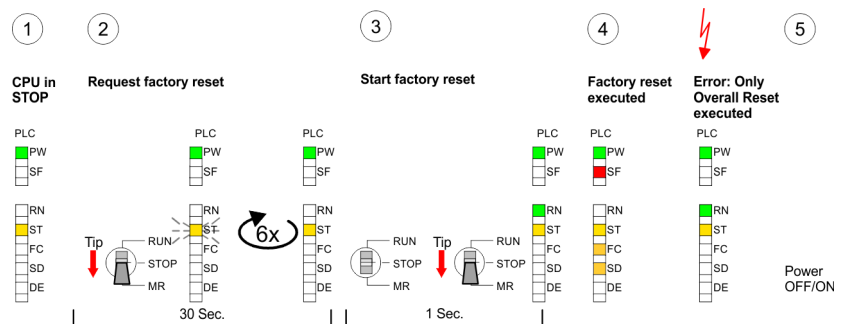 1
2
3
4
5
CPU in
STOP
Request factory reset
Start factory reset
Factory reset
executed
Error: Only
Overall Reset
executed
PLC
PW
SF
RN
ST
FC
SD
DE
Tip
RUN
STOP
MR
PLC
PW
SF
RN
ST
FC
SD
DE
6x
PLC
PW
SF
RN
ST
FC
SD
DE
30 Sec.
RUN
STOP
MR
Tip
RUN
STOP
MR
1 Sec.
PLC
PW
SF
RN
ST
FC
SD
DE
PLC
PW
SF
RN
ST
FC
SD
DE
PLC
PW
SF
RN
ST
FC
SD
DE
Power
OFF/ON